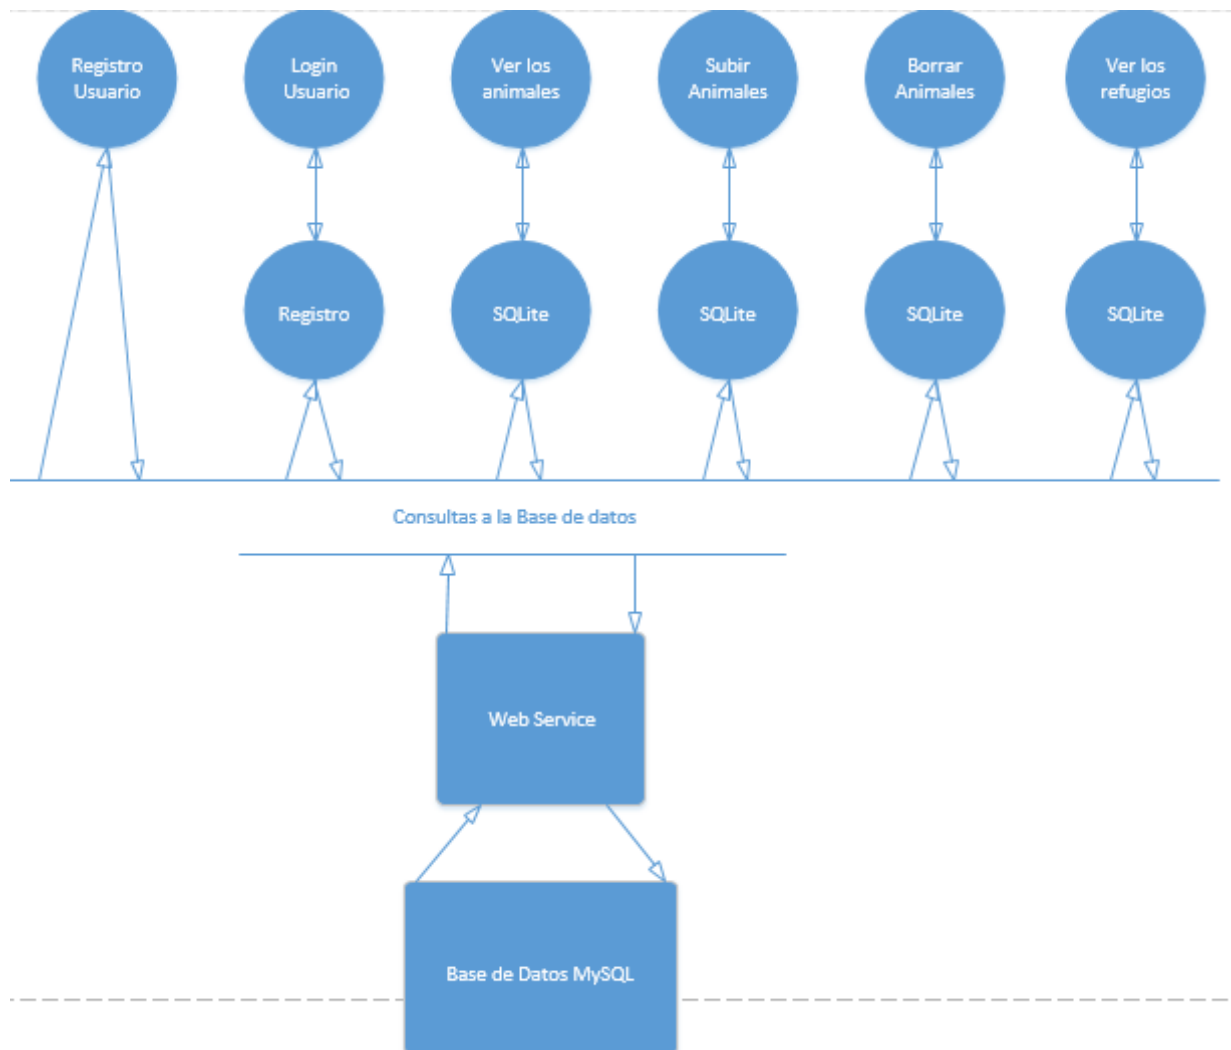 Registro
Usuario
Login
Usuario
Ver los
animales
Subir
Animales
Borrar
Animales
Ver los
refugios
Registro
SQLite
SQLite
SQLite
SQLite
Consultas a la Base de datos
Web Service
Base de Datos MySQL